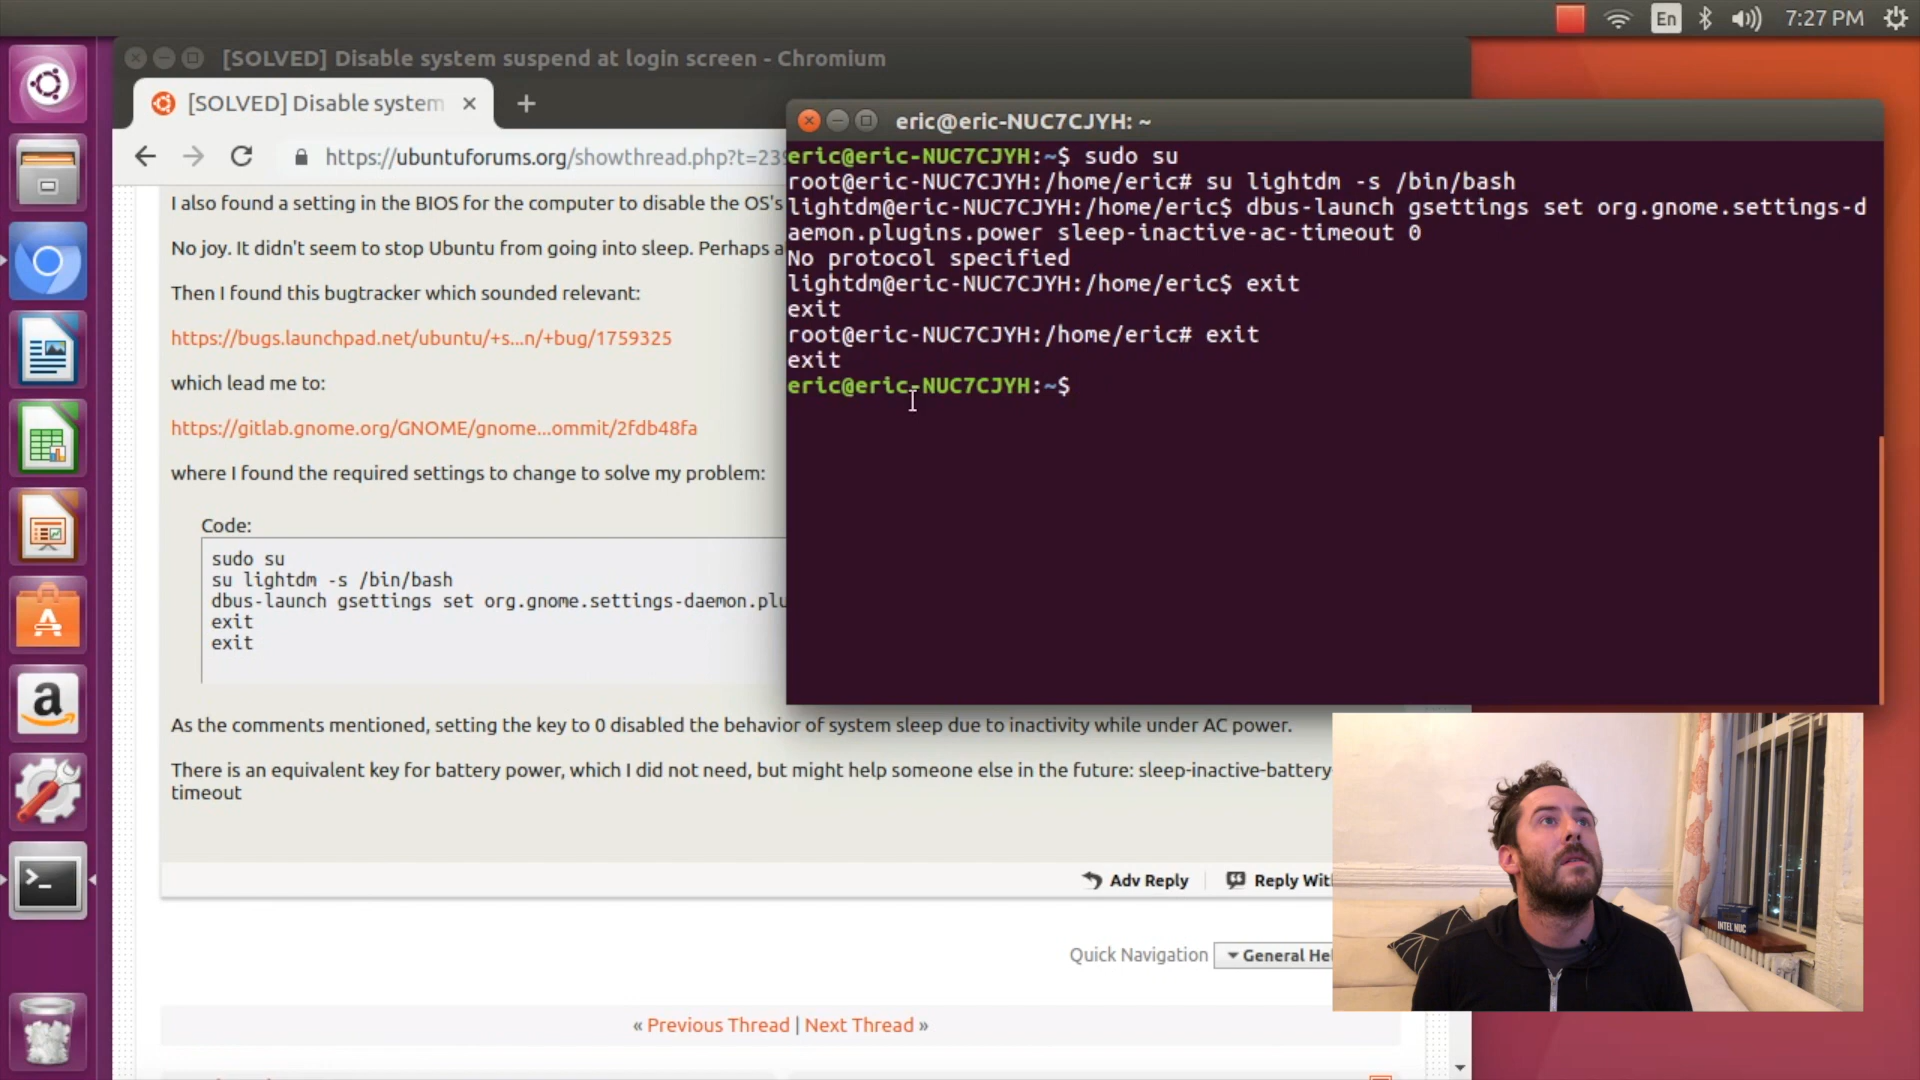 En
7:27 PM
[SOLVED] Disable system suspend at login screen - Chromium
[SOLVED] Disable system
https://ubuntuforums.org/showthread.php?t=239
I also found a setting in the BIOS for the computer to disable the OS's
No joy. It didn't seem to stop Ubuntu from going into sleep. Perhaps a
Then I found this bugtracker which sounded relevant:
https://bugs.launchpad.net/ubuntu/+s...n/+bug/1759325
which lead me to:
https://gitlab.gnome.org/GNOME/gnome...ommit/2fdb48fa
where I found the required settings to change to solve my problem:
Code:
sudo su
su lightdm -s /bin/bash
dbus-launch gsettings set org.gnome.settings-daemon.plu
exit
exit
As the comments mentioned, setting the key to 0 disabled the behavior of system sleep due to inactivity while under AC power.
There is an equivalent key for battery power, which I did not need, but might help someone else in the future: sleep-inactive-battery-
timeout
Adv Reply
Reply Wit
Quick Navigation
General He
« Previous Thread | Next Thread »
eric@eric-NUC7CJYH: ~
eric@eric-NUC7CJYH:~$ sudo su
root@eric-NUC7CJYH:/home/eric# su lightdm -s /bin/bash
lightdm@eric-NUC7CJYH:/home/eric$ dbus-launch gsettings set org.gnome.settings-d
aemon.plugins.power sleep-inactive-ac-timeout 0
No protocol specified
lightdm@eric-NUC7CJYH:/home/eric$ exit
exit
root@eric-NUC7CJYH:/home/eric# exit
exit
eric@eric-NUC7CJYH:~$
INTEL NUC